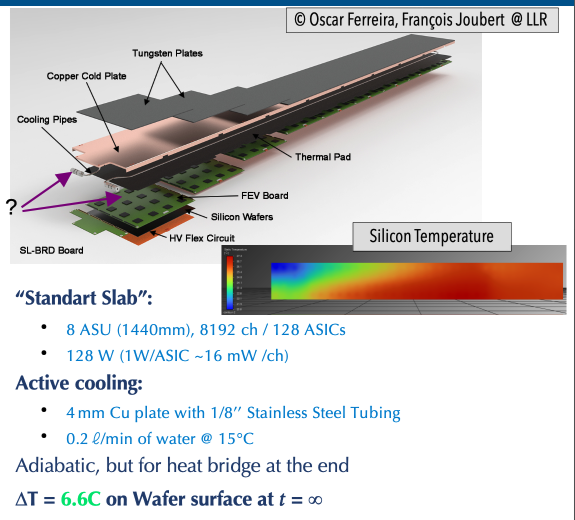 © Oscar Ferreira, François Joubert @ LLR
Tungsten Plates
Copper Cold Plate
Cooling Pipes
Thermal Pad
?
FEV Board
Silicon Wafers
HV Flex Circuit
SL-BRD Board
Silicon Temperature
“Standart Slab”:
• 8 ASU (1440mm), 8192 ch / 128 ASICs
• 128 W (1W/ASIC ~16 mW /ch)
Active cooling:
• 4 mm Cu plate with 1/8’’ Stainless Steel Tubing
• 0.2 ℓ/min of water @ 15°C
Adiabatic, but for heat bridge at the end
ΔT = 6.6C on Wafer surface at t = ∞